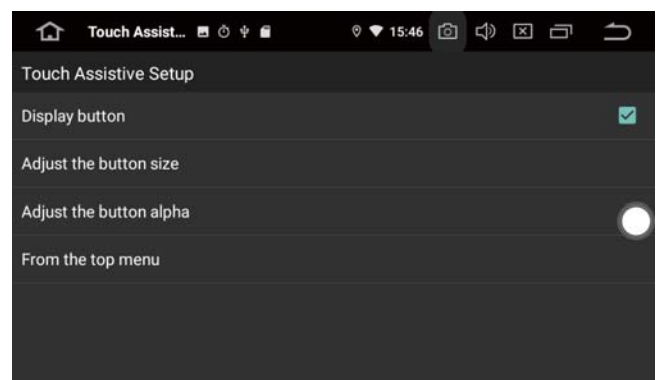 Touch Assist... 15:46
Touch Assistive Setup
Display button
Adjust the button size
Adjust the button alpha
From the top menu